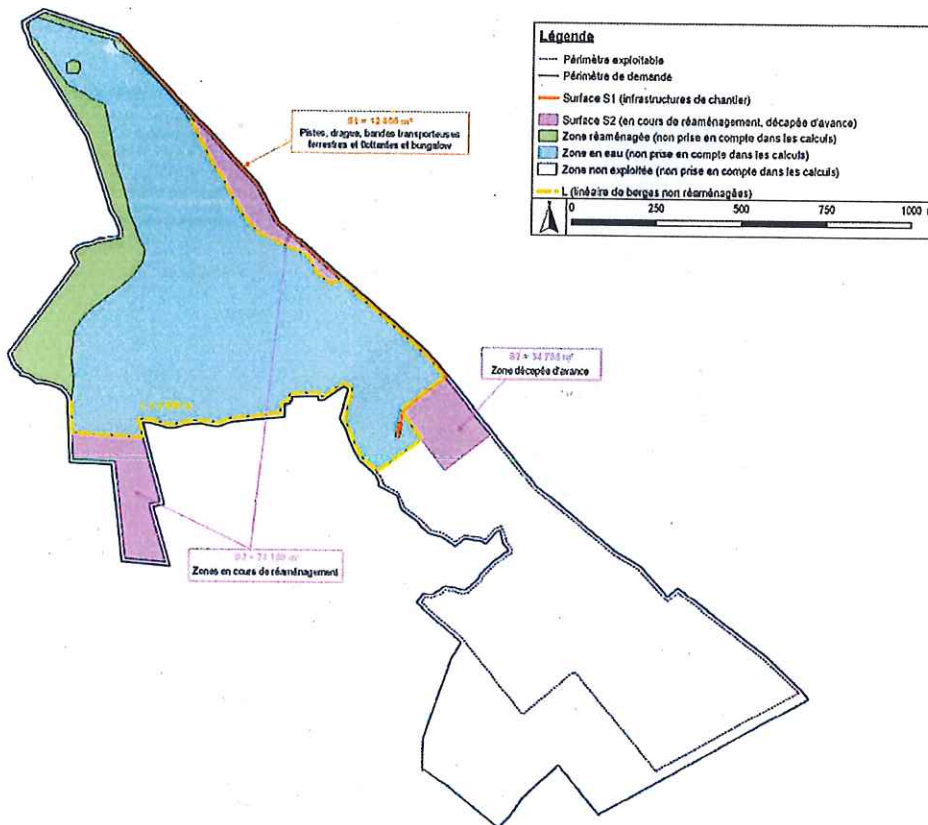 Légende
Périmètre exploitable
Périmètre de demande
Surface S1 (infrastructures de chantier)
Surface S2 (en cours de réaménagement, décapée d'avance)
Zone réaménagée (non prise en compte dans les calculs)
Zone en eau (non prise en compte dans les calculs)
Zone non exploitée (non prise en compte dans les calculs)
L (linéaire de berges non réaménagées)
0 250 500 750 1000
Pistes, drague, bandes transporteuses
terrestres et flottantes et bungalow
Zone décapée d'avance
Zones en cours de réaménagement